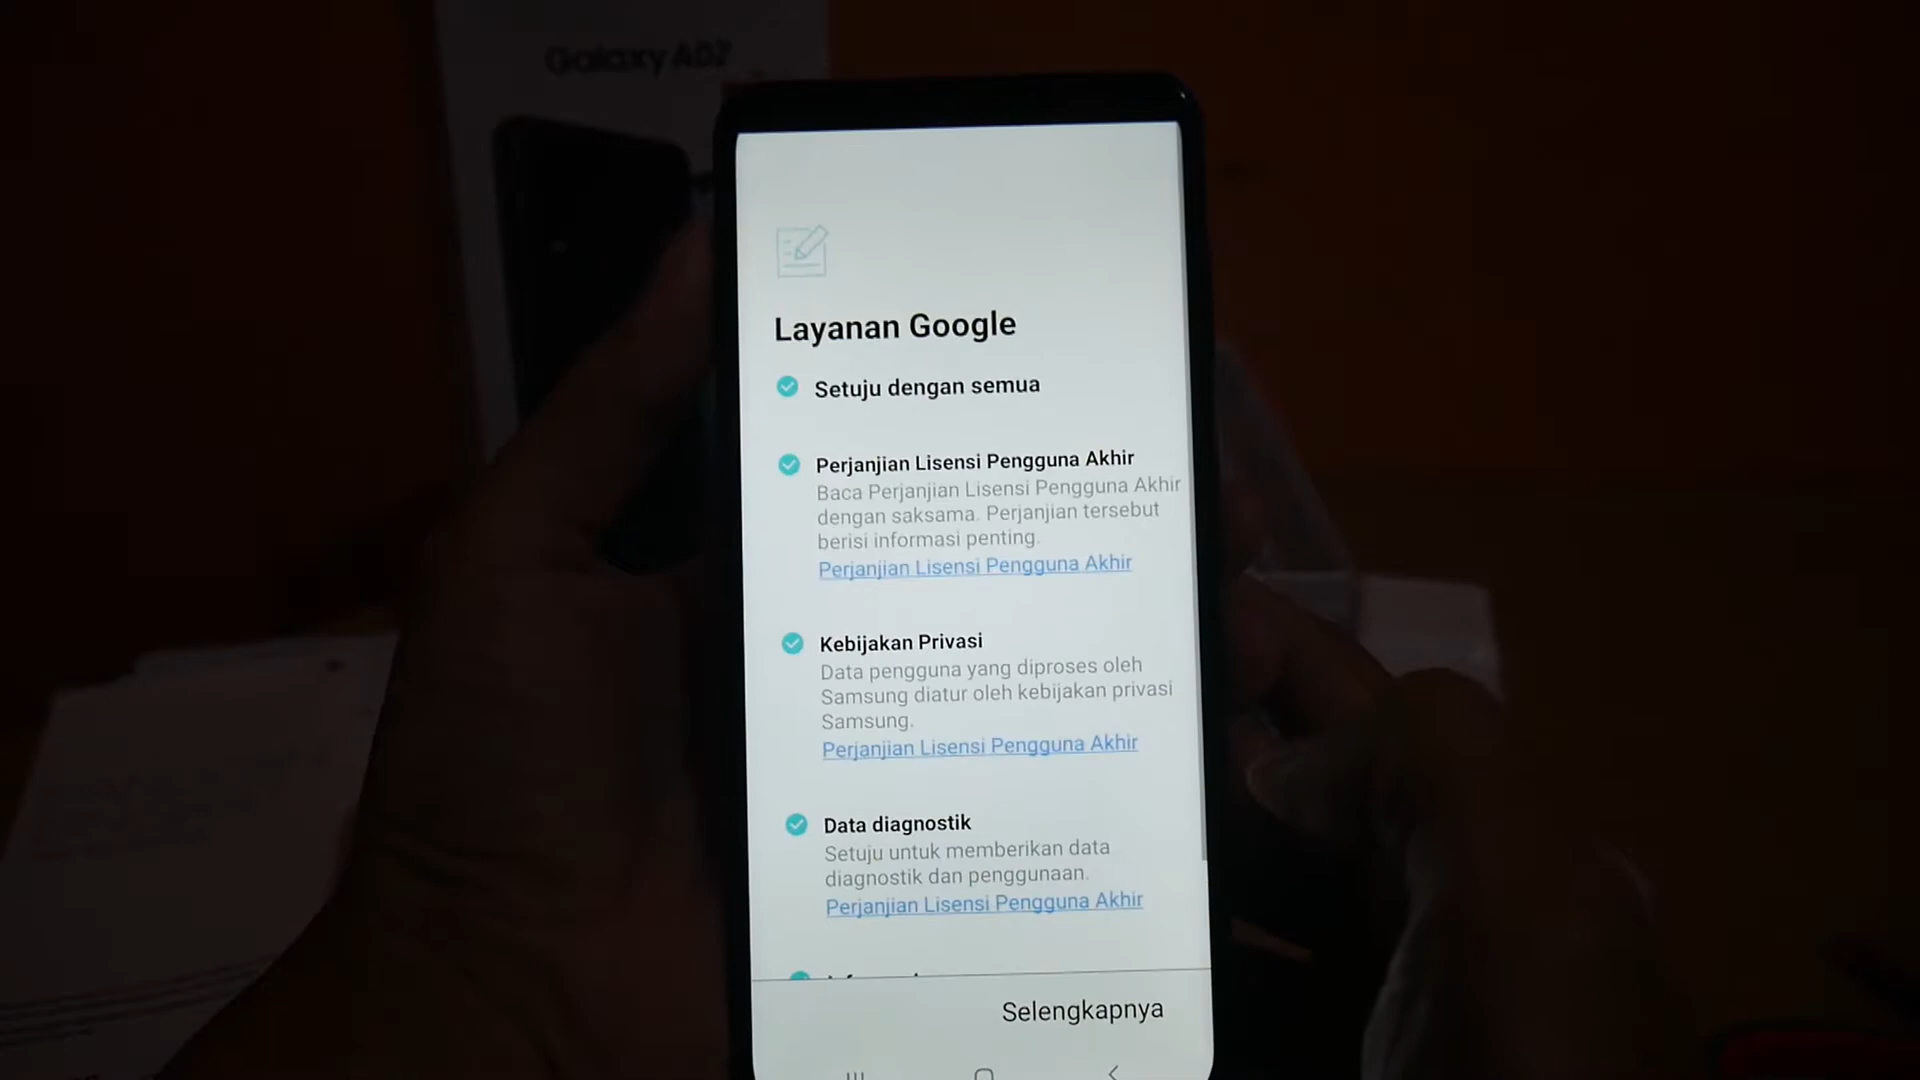 Galaxy A07
Layanan Google
Setuju dengan semua
Perjanjian Lisensi Pengguna Akhir
Baca Perjanjian Lisensi Pengguna Akhir
dengan saksama. Perjanjian tersebut
berisi informasi penting.
Perjanjian Lisensi Pengguna Akhir
Kebijakan Privasi
Data pengguna yang diproses oleh
Samsung diatur oleh kebijakan privasi
Samsung.
Perjanjian Lisensi Pengguna Akhir
Data diagnostik
Setuju untuk memberikan data
diagnostik dan penggunaan.
Perjanjian Lisensi Pengguna Akhir
Selengkapnya